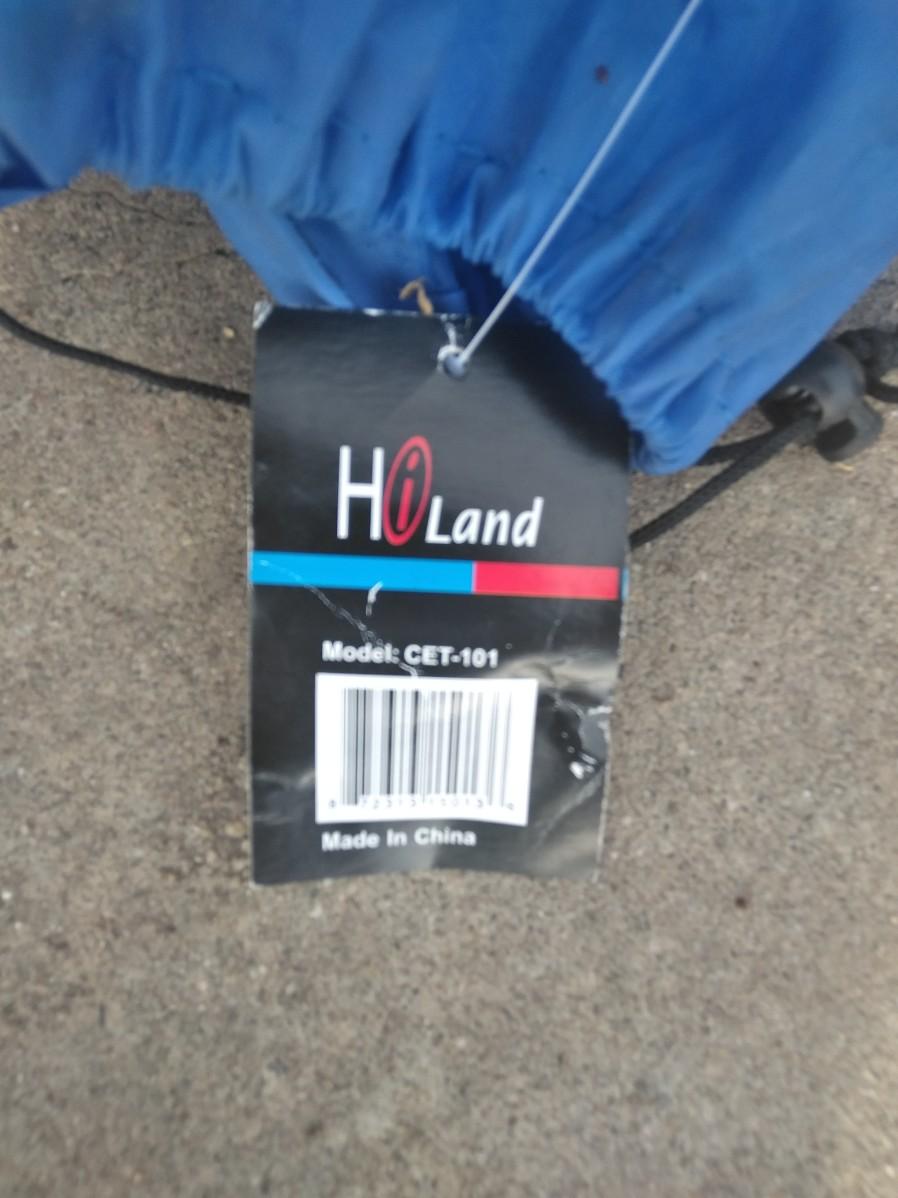 HiLand
Model: CET-101
Made In China